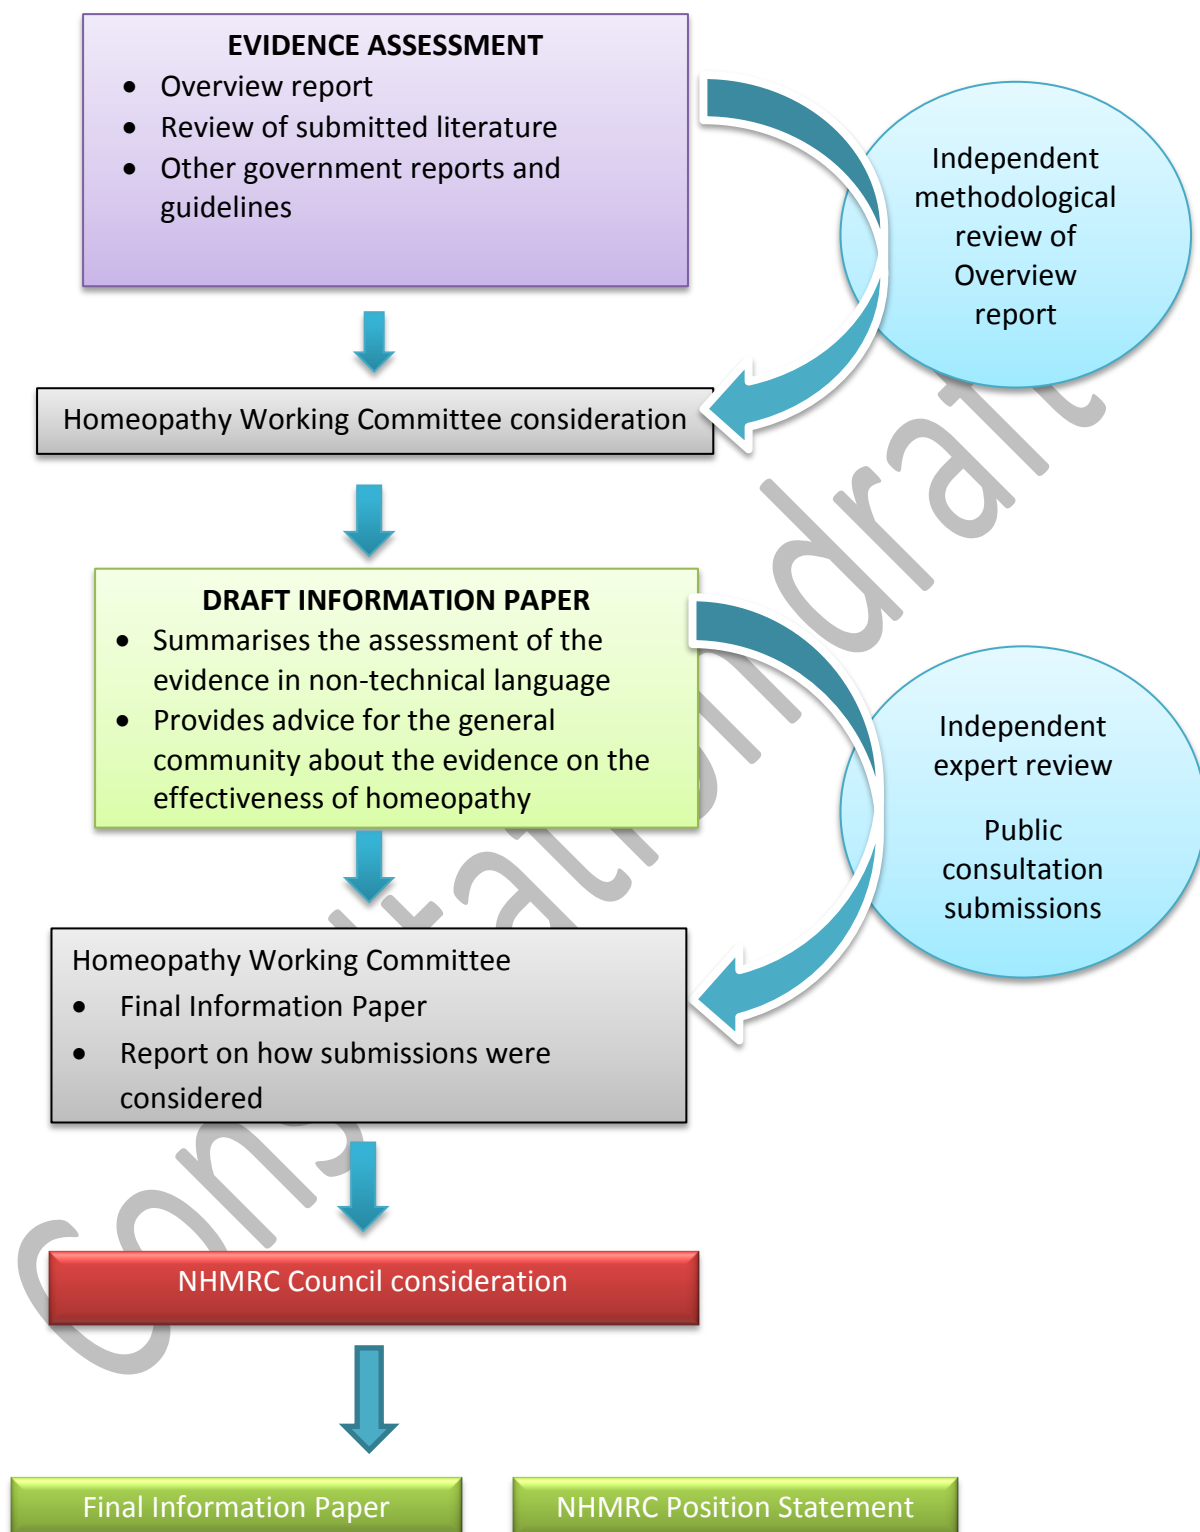 EVIDENCE ASSESSMENT
• Overview report
• Review of submitted literature
• Other government reports and
guidelines
Independent
methodological
review of
Overview
report
Homeopathy Working Committee consideration
DRAFT INFORMATION PAPER
• Summarises the assessment of the
evidence in non-technical language
• Provides advice for the general
community about the evidence on the
effectiveness of homeopathy
Independent
expert review
Public
consultation
submissions
Homeopathy Working Committee
• Final Information Paper
• Report on how submissions were
considered
NHMRC Council consideration
Final Information Paper
NHMRC Position Statement
Consultation draft